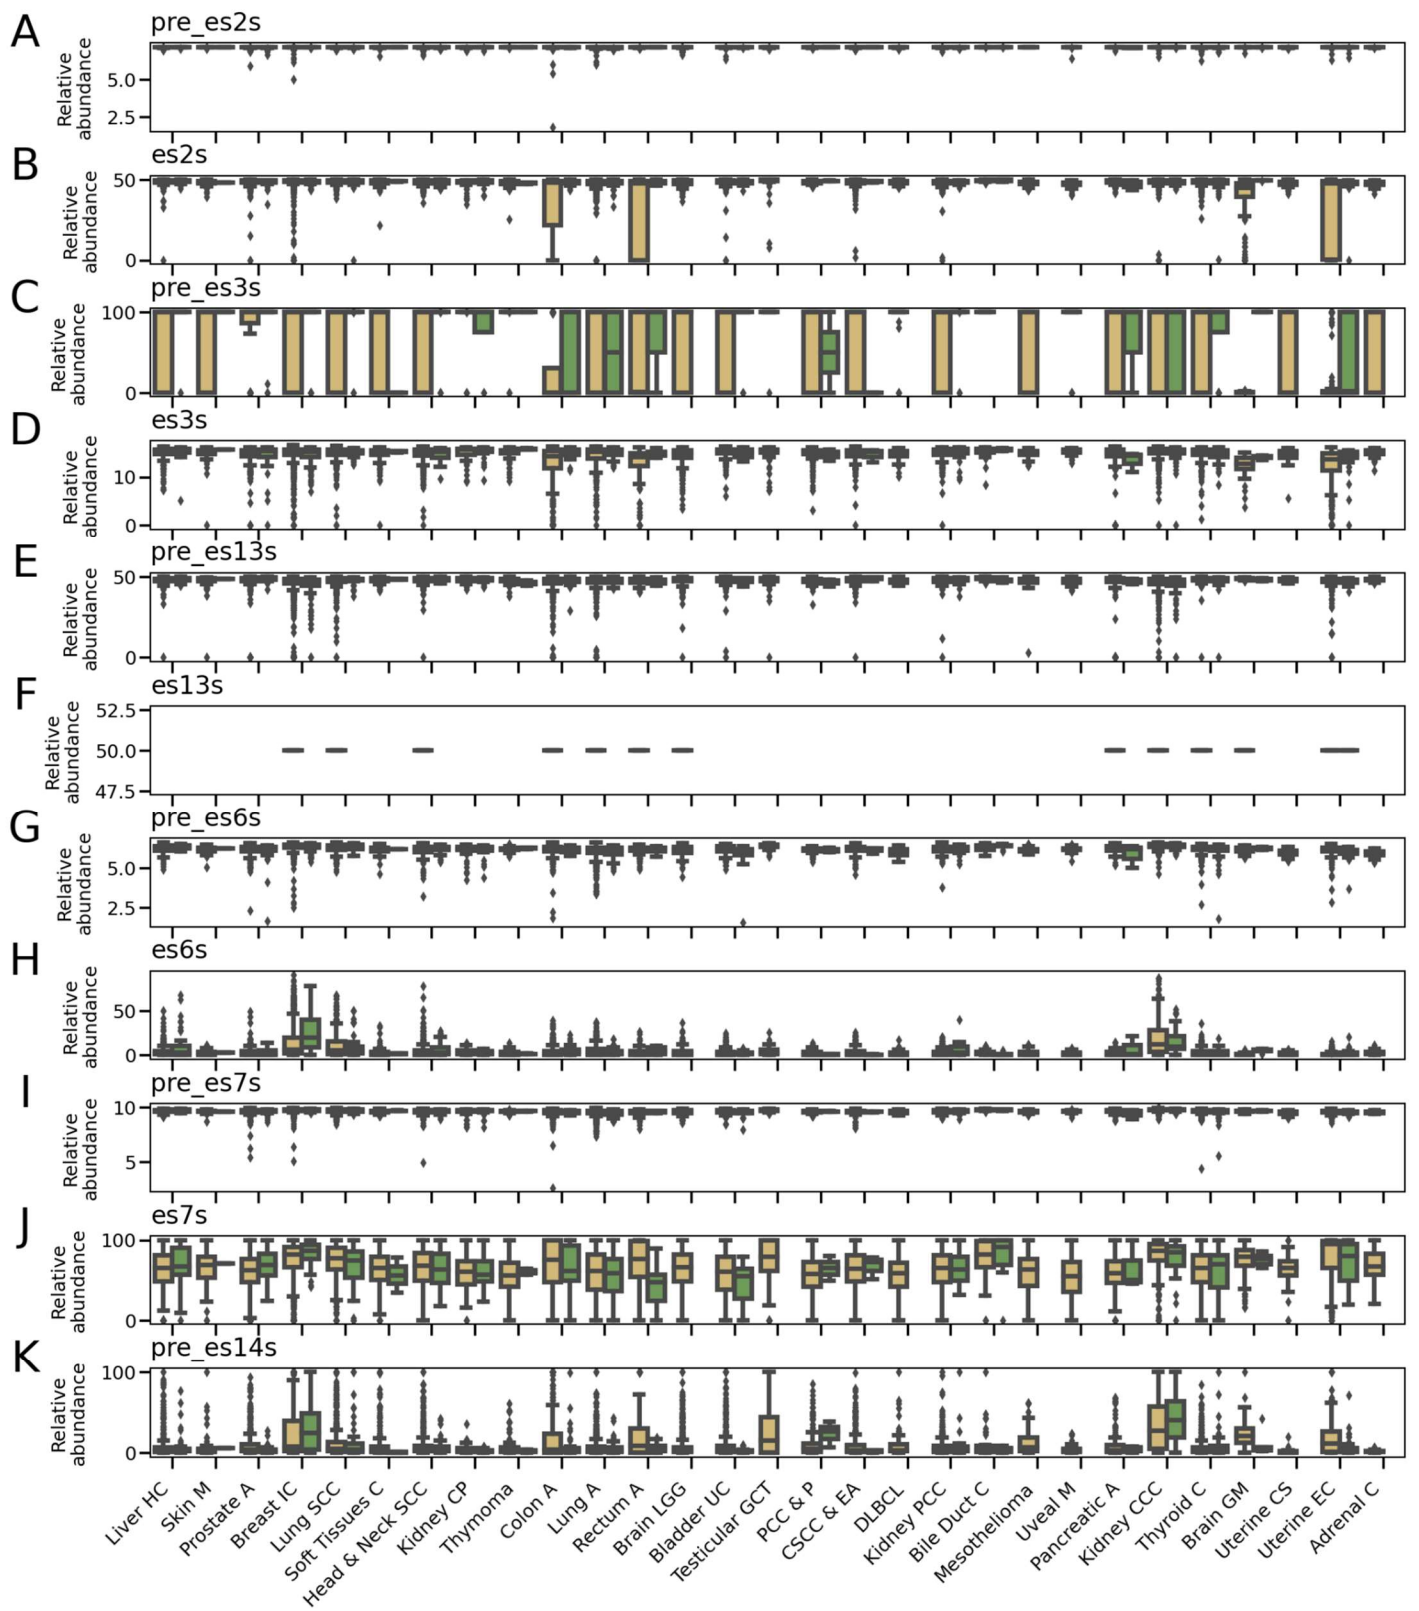 A
pre_es2s
Relative
abundance
5.0
2.5
B
es2s
Relative
abundance
50
0
C
pre_es3s
Relative
abundance
100
0
D
es3s
Relative
abundance
10
0
E
pre_es13s
Relative
abundance
50
0
F
es13s
Relative
abundance
52.5
50.0
47.5
G
pre_es6s
Relative
abundance
5.0
2.5
H
es6s
Relative
abundance
50
0
I
pre_es7s
Relative
abundance
10
5
J
es7s
Relative
abundance
100
0
K
pre_es14s
Relative
abundance
100
0
Liver HC
Skin M
Prostate A
Breast IC
Lung SCC
Soft Tissues C
Head & Neck SCC
Kidney CP
Thymoma
Colon A
Lung A
Rectum A
Brain LGG
Bladder UC
Testicular GCT
PCC & P
CSCC & EA
DLBCL
Kidney PCC
Bile Duct C
Mesothelioma
Uveal M
Pancreatic A
Kidney CCC
Thyroid C
Brain GM
Uterine CS
Uterine EC
Adrenal C